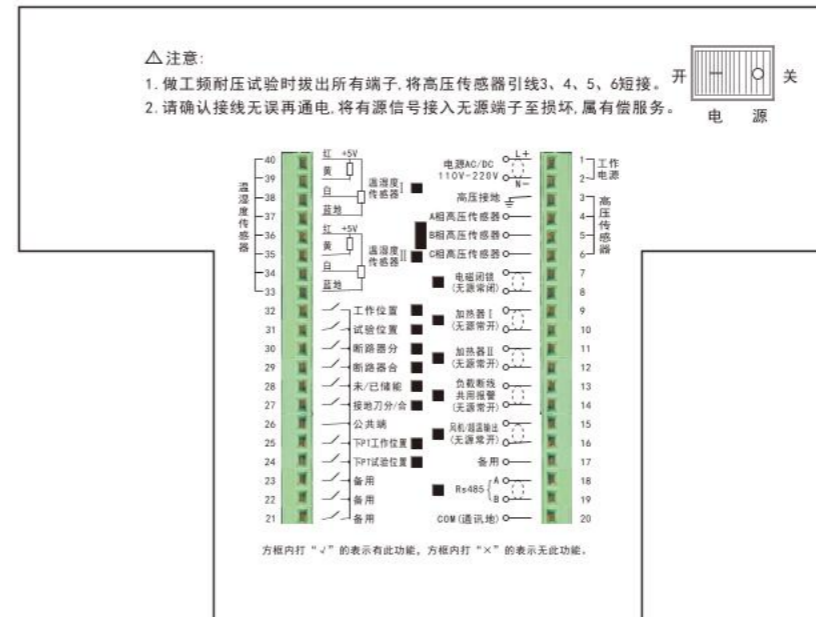 ⚠注意:
1. 做工频耐压试验时拔出所有端子,将高压传感器引线3、4、5、6短接。
2. 请确认接线无误再通电,将有源信号接入无源端子至损坏,属有偿服务。
开
关
电 源
温湿度传感器
40
39
38
37
36
35
34
33
32
31
30
29
28
27
26
25
24
23
22
21
红 +5V
黄
白
蓝地
温湿度
传感器Ⅰ
红 +5V
黄
白
蓝地
温湿度
传感器Ⅱ
工作位置
试验位置
断路器分
断路器合
未/已储能
接地刀分/合
公共端
下PT工作位置
下PT试验位置
备用
备用
备用
电源AC/DC
110V-220V
L+
N-
高压接地
A相高压传感器
B相高压传感器
C相高压传感器
电磁闭锁
(无源常闭)
加热器Ⅰ
(无源常开)
加热器Ⅱ
(无源常开)
负载断线
共用报警
(无源常开)
风机/超温输出
(无源常开)
备用
Rs485
A
B
COM(通讯地)
1
2
3
4
5
6
7
8
9
10
11
12
13
14
15
16
17
18
19
20
工作
电源
高压传感器
方框内打“√”的表示有此功能, 方框内打“×”的表示无此功能。